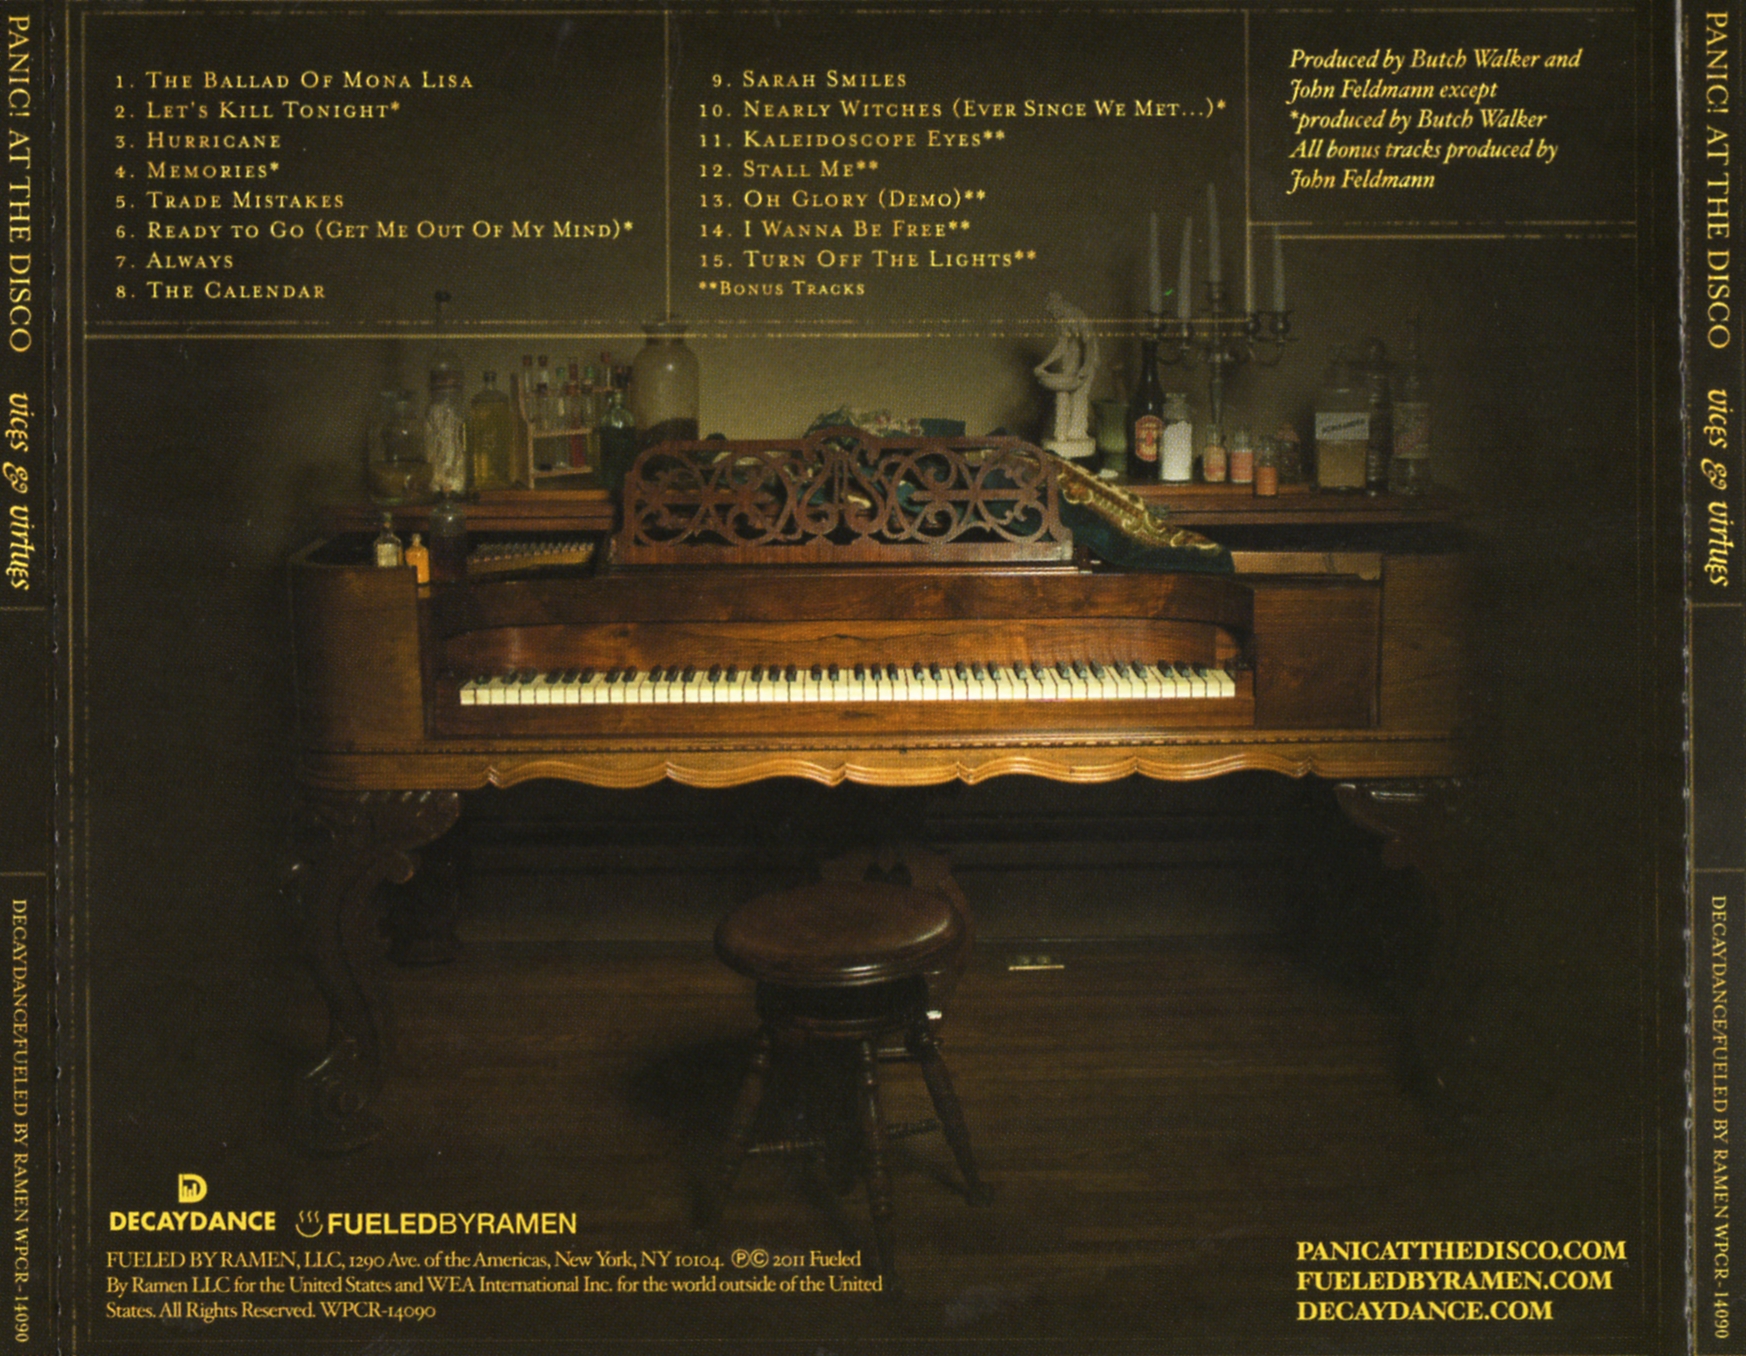 PANIC! AT THE DISCO vices & virtues DECAYDANCE/FUELED BY RAMEN WPCR-14090
1. The Ballad Of Mona Lisa
2. Let's Kill Tonight*
3. Hurricane
4. Memories*
5. Trade Mistakes
6. Ready to Go (Get Me Out Of My Mind)*
7. Always
8. The Calendar
9. Sarah Smiles
10. Nearly Witches (Ever Since We Met...)*
11. Kaleidoscope Eyes**
12. Stall Me**
13. Oh Glory (Demo)**
14. I Wanna Be Free**
15. Turn Off The Lights**
**Bonus Tracks
Produced by Butch Walker and
John Feldmann except
*produced by Butch Walker
All bonus tracks produced by
John Feldmann
DECAYDANCE FUELEDBYRAMEN
FUELED BY RAMEN, LLC, 1290 Ave. of the Americas, New York, NY 10104. ℗© 2011 Fueled
By Ramen LLC for the United States and WEA International Inc. for the world outside of the United
States. All Rights Reserved. WPCR-14090
PANICATTHEDISCO.COM
FUELEDBYRAMEN.COM
DECAYDANCE.COM
PANIC! AT THE DISCO vices & virtues DECAYDANCE/FUELED BY RAMEN WPCR-14090